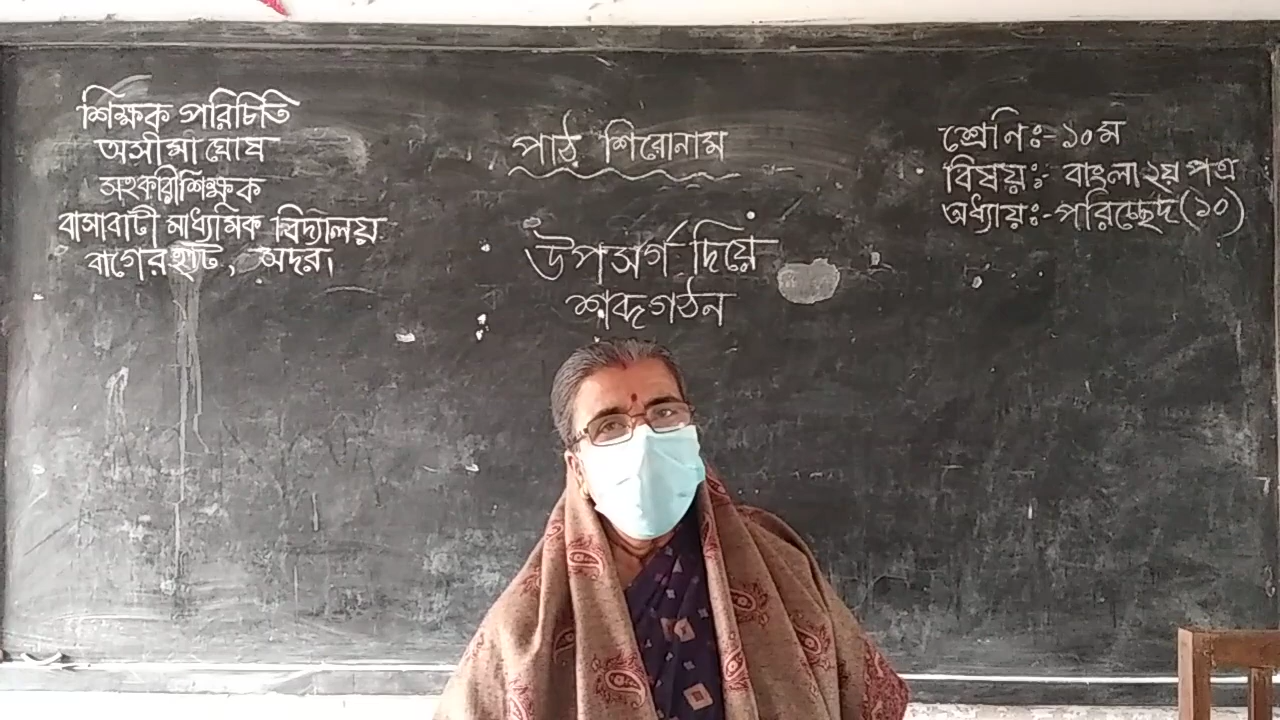 শিক্ষক পরিচিতি
অসীমা ঘোষ
সহকারী শিক্ষক
বাসাবাটী মাধ্যমিক বিদ্যালয়
বাগেরহাট, সদর।
পাঠ শিরোনাম
উপসর্গ দিয়ে
শব্দগঠন
শ্রেণিঃ- ১০ম
বিষয়ঃ- বাংলা ২য় পত্র
অধ্যায়ঃ- পরিচ্ছেদ (১০)